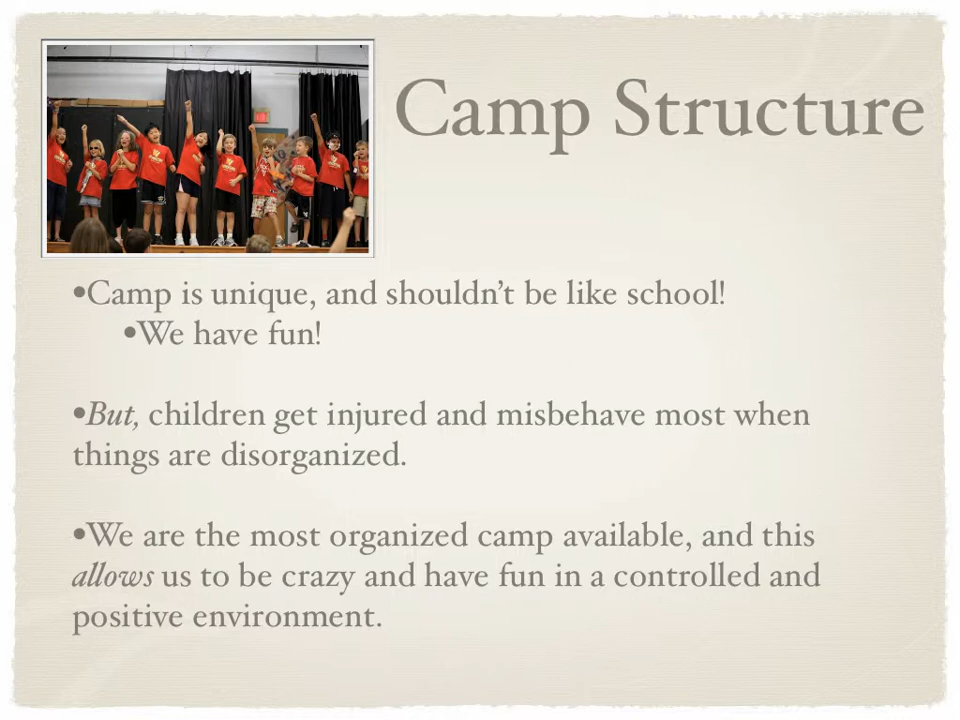 Camp Structure
•Camp is unique, and shouldn't be like school!
•We have fun!
•But, children get injured and misbehave most when
things are disorganized.
•We are the most organized camp available, and this
allows us to be crazy and have fun in a controlled and
positive environment.